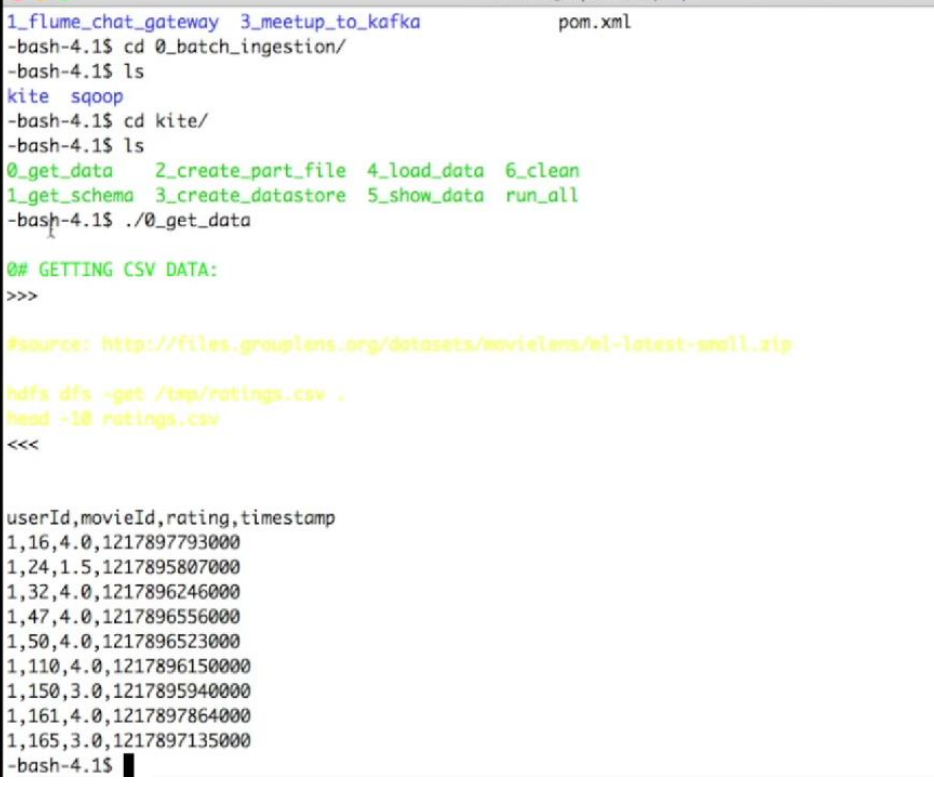 1_flume_chat_gateway 3_meetup_to_kafka pom.xml
-bash-4.1$ cd 0_batch_ingestion/
-bash-4.1$ ls
kite sqoop
-bash-4.1$ cd kite/
-bash-4.1$ ls
0_get_data 2_create_part_file 4_load_data 6_clean
1_get_schema 3_create_datastore 5_show_data run_all
-bash-4.1$ ./0_get_data
0# GETTING CSV DATA:
>>>
#source: http://files.grouplens.org/datasets/movielens/ml-latest-small.zip
hdfs dfs -get /tmp/ratings.csv .
head -10 ratings.csv
<<<
userId,movieId,rating,timestamp
1,16,4.0,1217897793000
1,24,1.5,1217895807000
1,32,4.0,1217896246000
1,47,4.0,1217896556000
1,50,4.0,1217896523000
1,110,4.0,1217896150000
1,150,3.0,1217895940000
1,161,4.0,1217897864000
1,165,3.0,1217897135000
-bash-4.1$